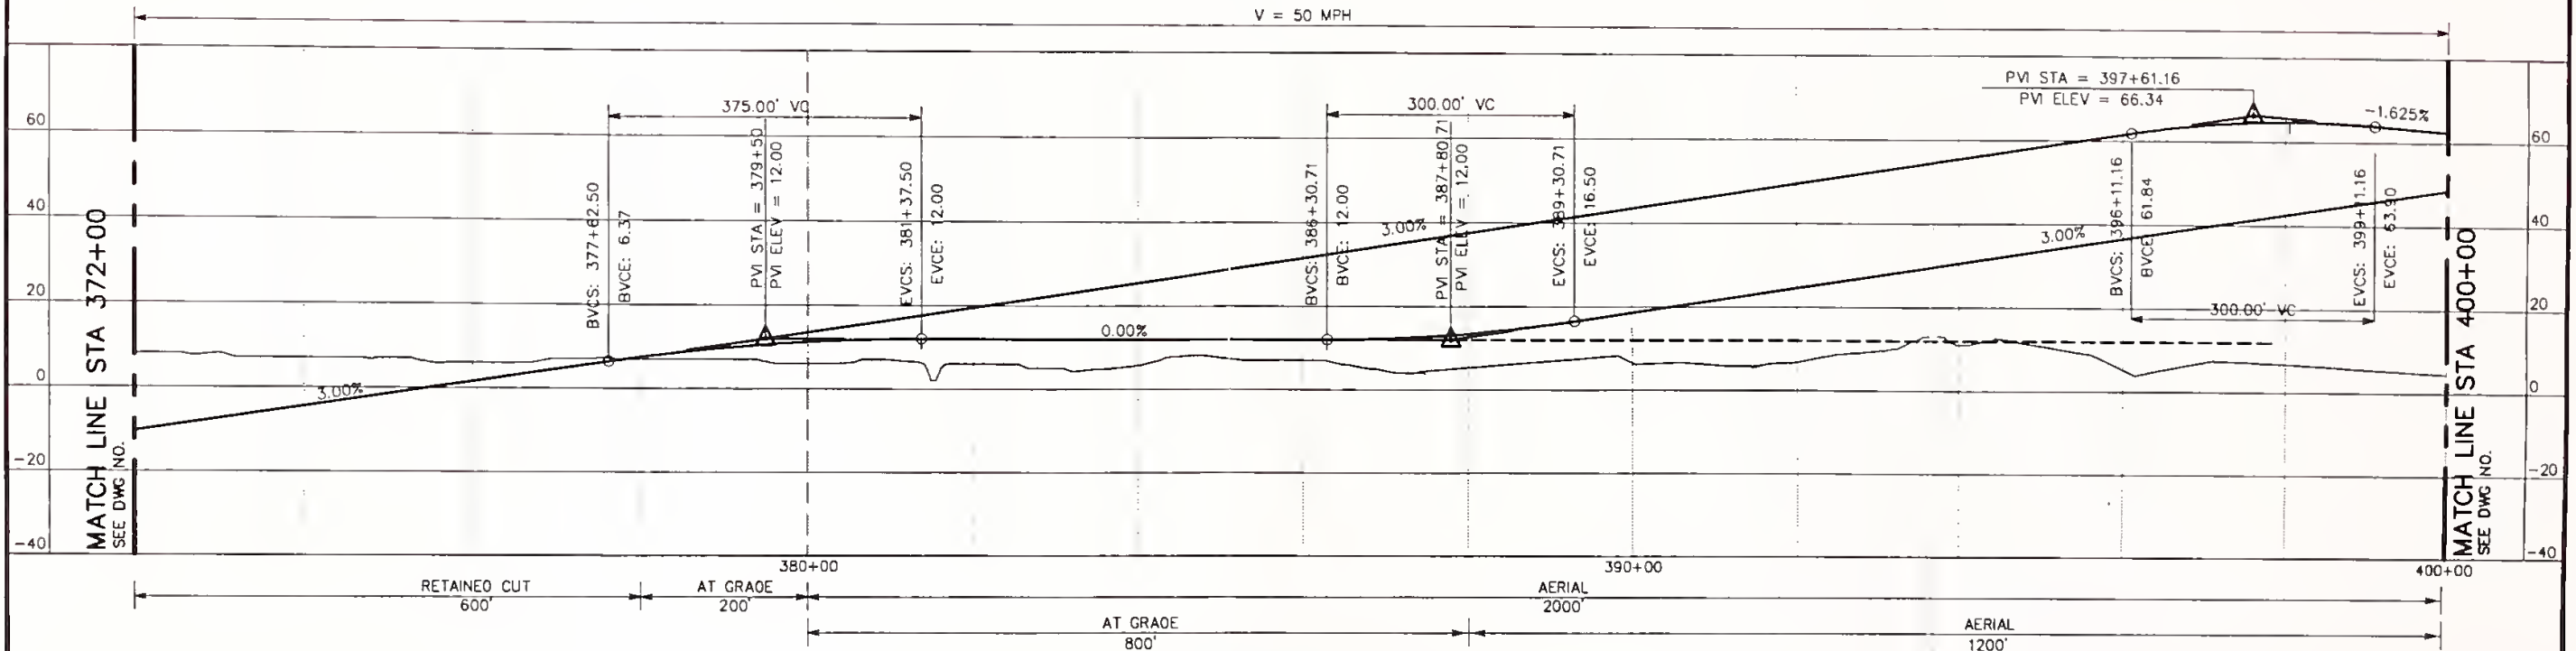 V = 50 MPH
PVI STA = 397+61.16
PVI ELEV = 66.34
-1.625%
375.00' VC
300.00' VC
60
40
20
0
-20
-40
MATCH LINE STA 372+00
SEE DWG NO.
BVCS: 377+62.50
BVCE: 6.37
PVI STA = 379+50
PVI ELEV = 12.00
EVCS: 381+37.50
EVCE: 12.00
BVCS: 386+30.71
BVCE: 12.00
PVI STA = 387+80.71
PVI ELEV = 12.00
EVCS: 389+30.71
EVCE: 16.50
BVCS: 396+11.16
BVCE: 61.84
EVCS: 399+11.16
EVCE: 63.90
300.00' VC
3.00%
0.00%
3.00%
3.00%
60
40
20
0
-20
-40
MATCH LINE STA 400+00
SEE DWG NO.
380+00
390+00
400+00
RETAINED CUT
600'
AT GRADE
200'
AERIAL
2000'
AT GRADE
800'
AERIAL
1200'